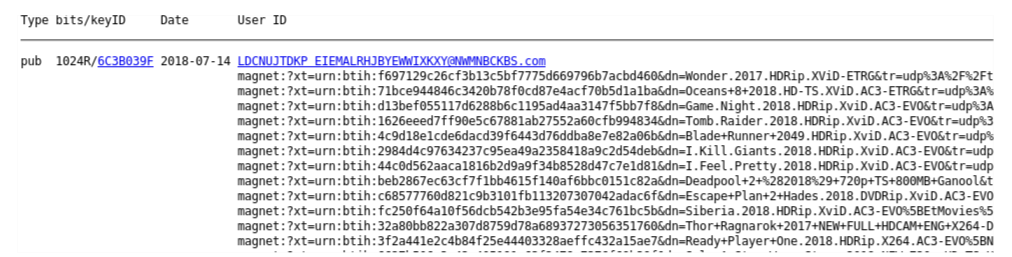 Type bits/keyID Date User ID
pub 1024R/6C3B039F 2018-07-14 LDCNUJTDKP EIEMALRHJBYEWWIXKXY@NWMNBCKBS.com
magnet:?xt=urn:btih:f697129c26cf3b13c5bf7775d669796b7acbd460&dn=Wonder.2017.HDRip.XViD-ETRG&tr=udp%3A%2F%2Ft
magnet:?xt=urn:btih:71bce944846c3420b78f0cd87e4acf70b5d1a1ba&dn=Oceans+8+2018.HD-TS.XViD.AC3-ETRG&tr=udp%3A%
magnet:?xt=urn:btih:d13bef055117d6288b6c1195ad4aa3147f5bb7f8&dn=Game.Night.2018.HDRip.XviD.AC3-EVO&tr=udp%3A
magnet:?xt=urn:btih:1626eeed7ff90e5c67881ab27552a60cfb994834&dn=Tomb.Raider.2018.HDRip.XviD.AC3-EVO&tr=udp%3
magnet:?xt=urn:btih:4c9d18e1cde6dacd39f6443d76ddba8e7e82a06b&dn=Blade+Runner+2049.HDRip.XviD.AC3-EVO&tr=udp%
magnet:?xt=urn:btih:2984d4c97634237c95ea49a2358418a9c2d54deb&dn=I.Kill.Giants.2018.HDRip.XviD.AC3-EVO&tr=udp
magnet:?xt=urn:btih:44c0d562aaca1816b2d9a9f34b8528d47c7e1d81&dn=I.Feel.Pretty.2018.HDRip.XviD.AC3-EVO&tr=udp
magnet:?xt=urn:btih:beb2867ec63cf7f1bb4615f140af6bbc0151c82a&dn=Deadpool+2+%282018%29+720p+TS+800MB+Ganool&t
magnet:?xt=urn:btih:c68577760d821c9b3101fb113207307042adac6f&dn=Escape+Plan+2+Hades.2018.DVDRip.XviD.AC3-EVO
magnet:?xt=urn:btih:fc250f64a10f56dcb542b3e95fa54e34c761bc5b&dn=Siberia.2018.HDRip.XviD.AC3-EVO%5BEtMovies%5
magnet:?xt=urn:btih:32a80bb822a307d8759d78a68937273056351760&dn=Thor+Ragnarok+2017+NEW+FULL+HDCAM+ENG+X264-D
magnet:?xt=urn:btih:3f2a441e2c4b84f25e44403328aeffc432a15ae7&dn=Ready+Player+One.2018.HDRip.X264.AC3-EVO%5BN